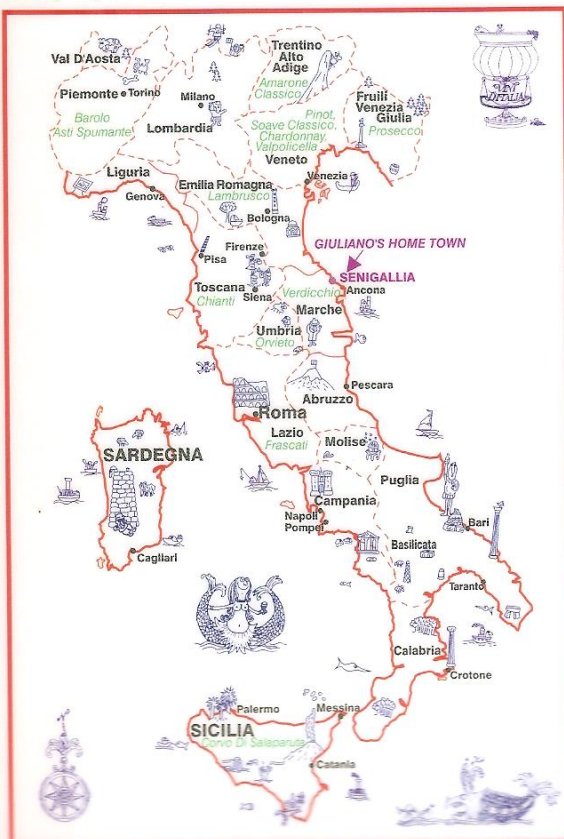 Val D'Aosta
Trentino
Alto
Adige
Amarone
Classico
VINI
D'ITALIA
Piemonte
Torino
Milano
Fruili
Venezia
Giulia
Prosecco
Barolo
Asti Spumante
Lombardia
Pinot,
Soave Classico,
Chardonnay,
Valpolicella
Veneto
Liguria
Genova
Emilia Romagna
Lambrusco
Venezia
Bologna
GIULIANO'S HOME TOWN
Firenze
Pisa
SENIGALLIA
Toscana
Chianti
Siena
Verdicchio
Ancona
Marche
Umbria
Orvieto
Pescara
Abruzzo
Roma
Lazio
Frascati
Molise
SARDEGNA
Puglia
Campania
Napoli
Pompei
Bari
Basilicata
Cagliari
Taranto
Calabria
Crotone
Palermo
Messina
SICILIA
Corvo Di Salaparuta
Catania